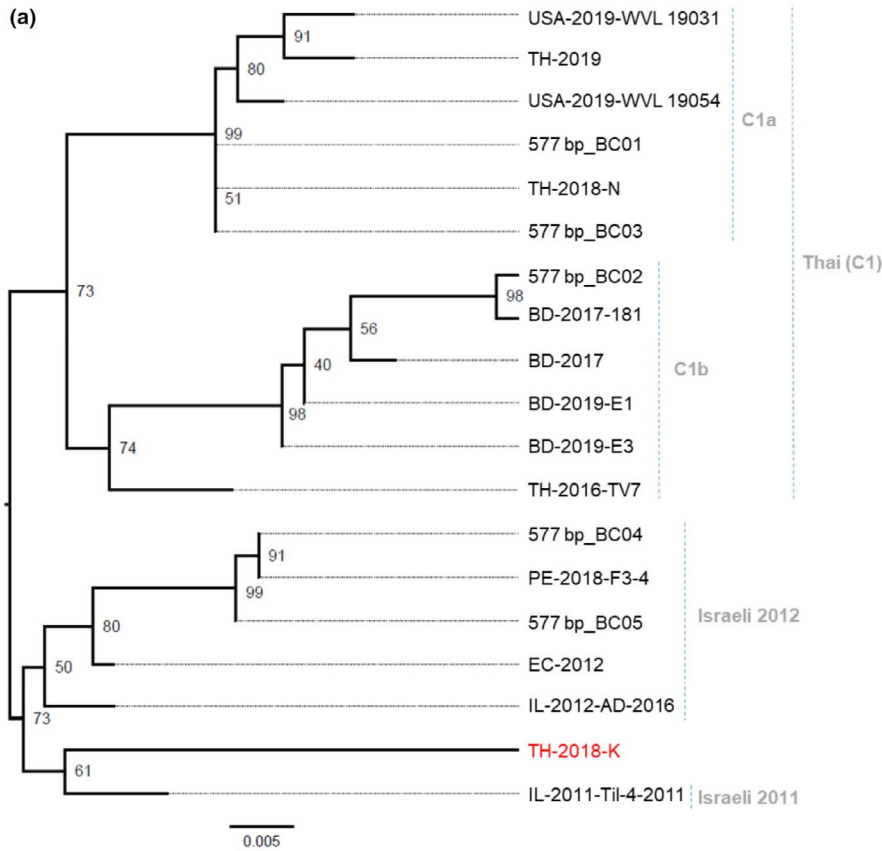 (a)
USA-2019-WVL 19031
91
TH-2019
80
USA-2019-WVL 19054
C1a
99
577 bp_BC01
51
TH-2018-N
577 bp_BC03
Thai (C1)
73
577 bp_BC02
98
BD-2017-181
56
BD-2017
40
C1b
BD-2019-E1
98
BD-2019-E3
74
TH-2016-TV7
577 bp_BC04
91
PE-2018-F3-4
99
577 bp_BC05
Israeli 2012
80
EC-2012
50
IL-2012-AD-2016
73
TH-2018-K
61
IL-2011-Til-4-2011
Israeli 2011
0.005